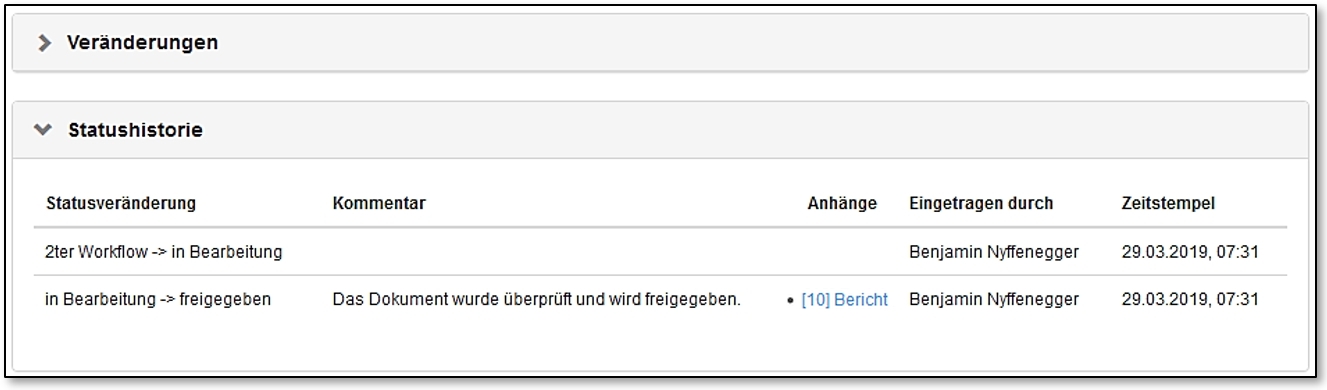 Veränderungen
Statushistorie
Statusveränderung Kommentar Anhänge Eingetragen durch Zeitstempel
2ter Workflow -> in Bearbeitung Benjamin Nyffenegger 29.03.2019, 07:31
in Bearbeitung -> freigegeben Das Dokument wurde überprüft und wird freigegeben. • [10] Bericht Benjamin Nyffenegger 29.03.2019, 07:31